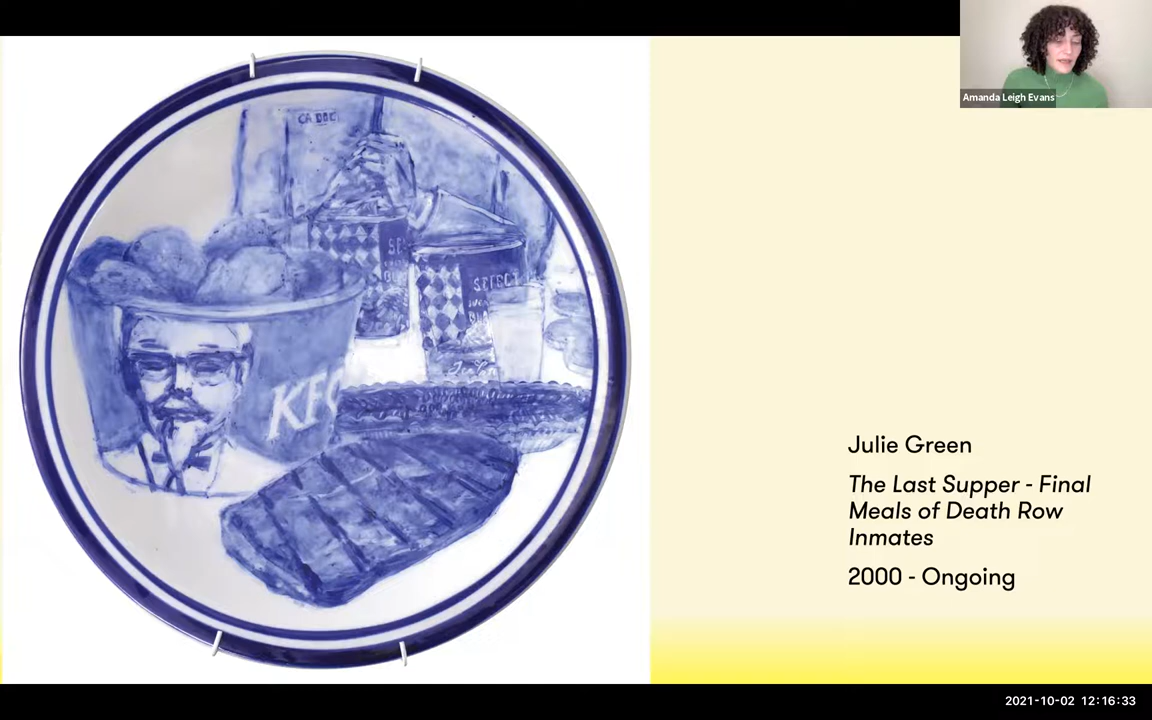 Amanda Leigh Evans
KFC
SELECT
Julie Green
The Last Supper - Final
Meals of Death Row
Inmates
2000 - Ongoing
2021-10-02 12:16:33